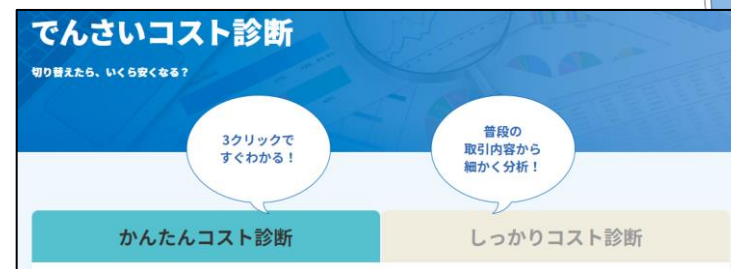 でんさいコスト診断
切り替えたら、いくら安くなる？
3クリックで
すぐわかる！
普段の
取引内容から
細かく分析！
かんたんコスト診断
しっかりコスト診断